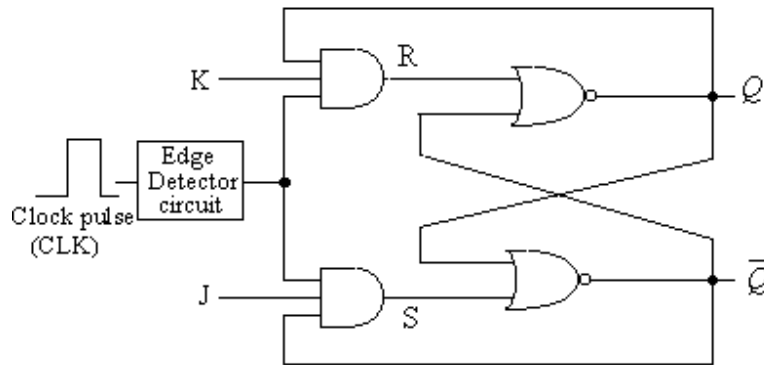 R
K
Q
Edge
Detector
circuit
Clock pulse
(CLK)
J
S
Q̅